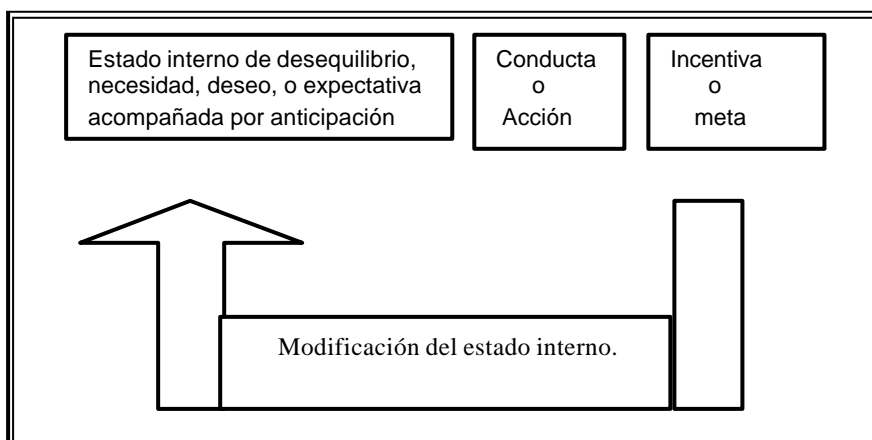 Estado interno de desequilibrio,
necesidad, deseo, o expectativa
acompañada por anticipación
Conducta
o
Acción
Incentiva
o
meta
Modificación del estado interno.